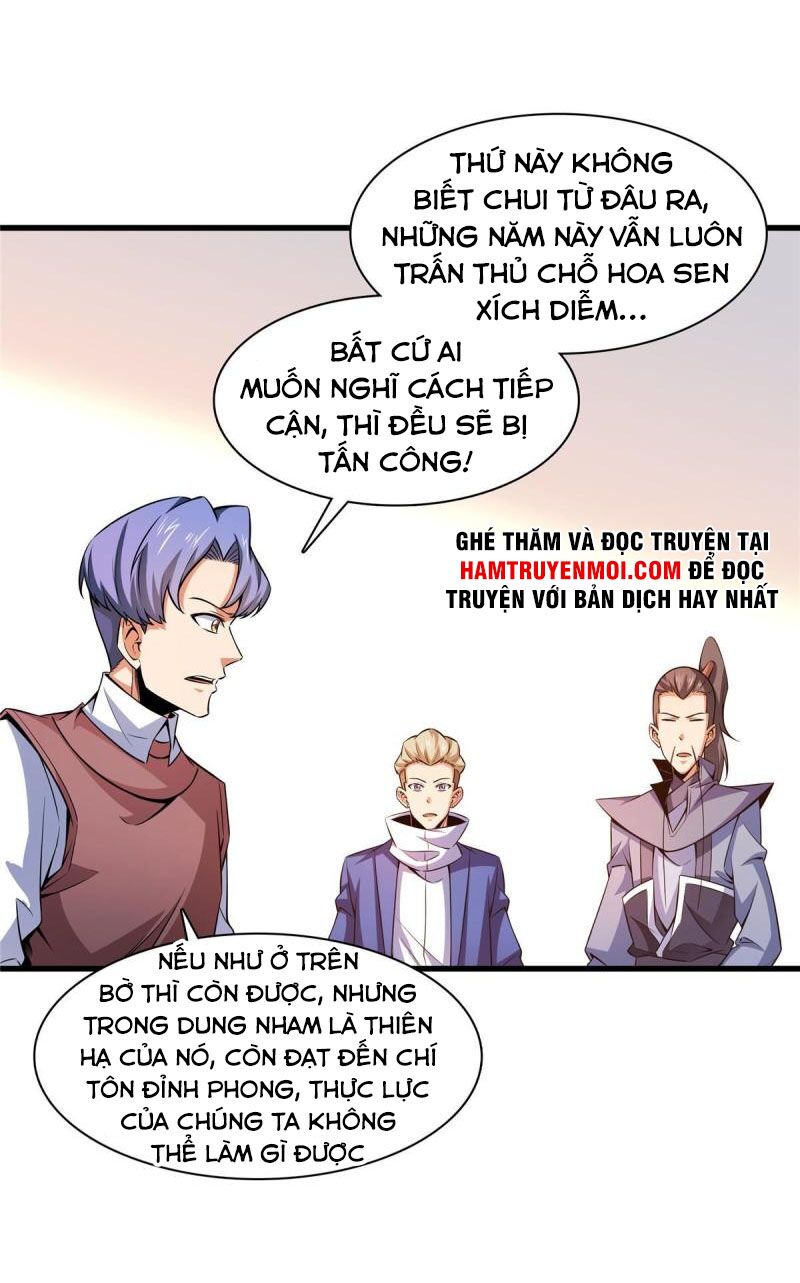 THỨ NÀY KHÔNG
BIẾT CHUI TỪ ĐÂU RA,
NHỮNG NĂM NÀY VẪN LUÔN
TRẤN THỦ CHỖ HOA SEN
XÍCH DIỄM...
BẤT CỨ AI
MUỐN NGHĨ CÁCH TIẾP
CẬN, THÌ ĐỀU SẼ BỊ
TẤN CÔNG!
GHÉ THĂM VÀ ĐỌC TRUYỆN TẠI
HAMTRUYENMOI.COM ĐỂ ĐỌC
TRUYỆN VỚI BẢN DỊCH HAY NHẤT
NẾU NHƯ Ở TRÊN
BỜ THÌ CÒN ĐƯỢC, NHƯNG
TRONG DUNG NHAM LÀ THIÊN
HẠ CỦA NÓ, CÒN ĐẠT ĐẾN CHÍ
TÔN ĐỈNH PHONG, THỰC LỰC
CỦA CHÚNG TA KHÔNG
THỂ LÀM GÌ ĐƯỢC